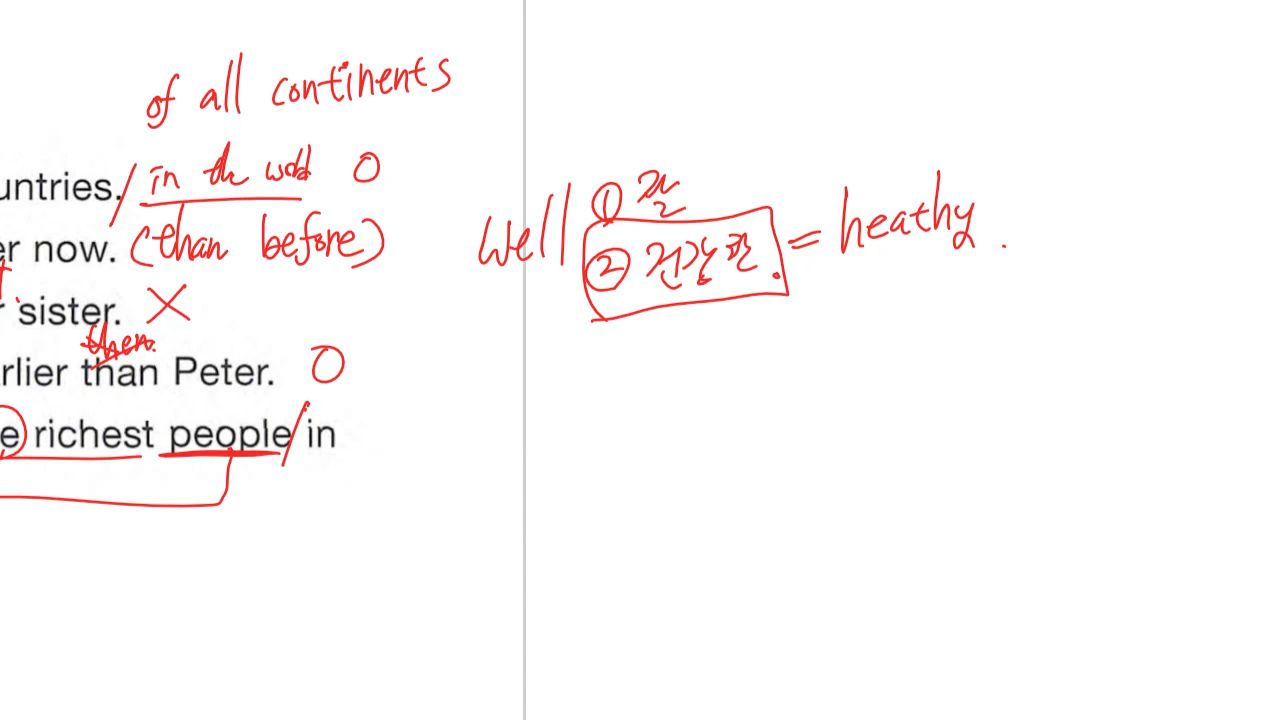 of all continents
untries. / in the world O
er now. (than before)
sister. X
then
rlier than Peter. O
e richest people / in
well ① 잘
② 건강한. = heathy.